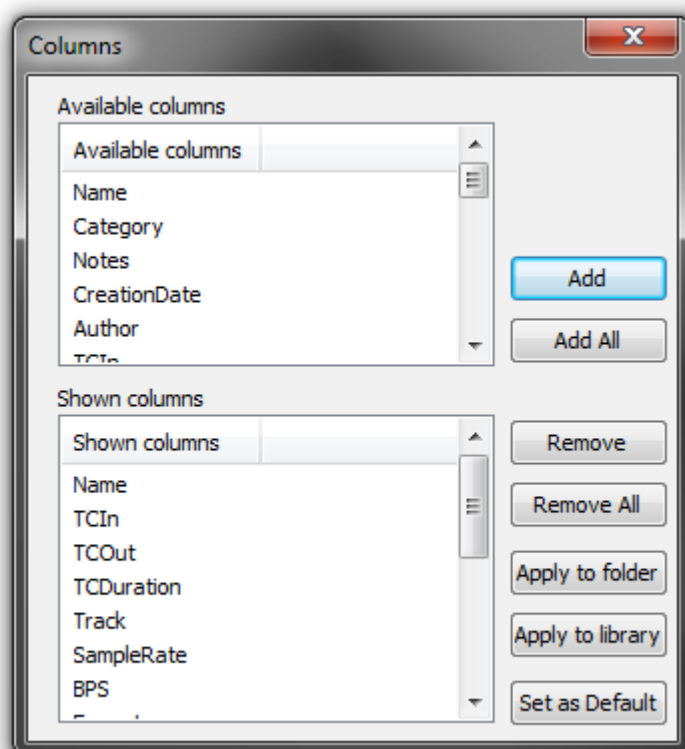 Columns
Available columns
Available columns
Name
Category
Notes
CreationDate
Author
TCIn
Add
Add All
Shown columns
Shown columns
Name
TCIn
TCOut
TCDuration
Track
SampleRate
BPS
Remove
Remove All
Apply to folder
Apply to library
Set as Default